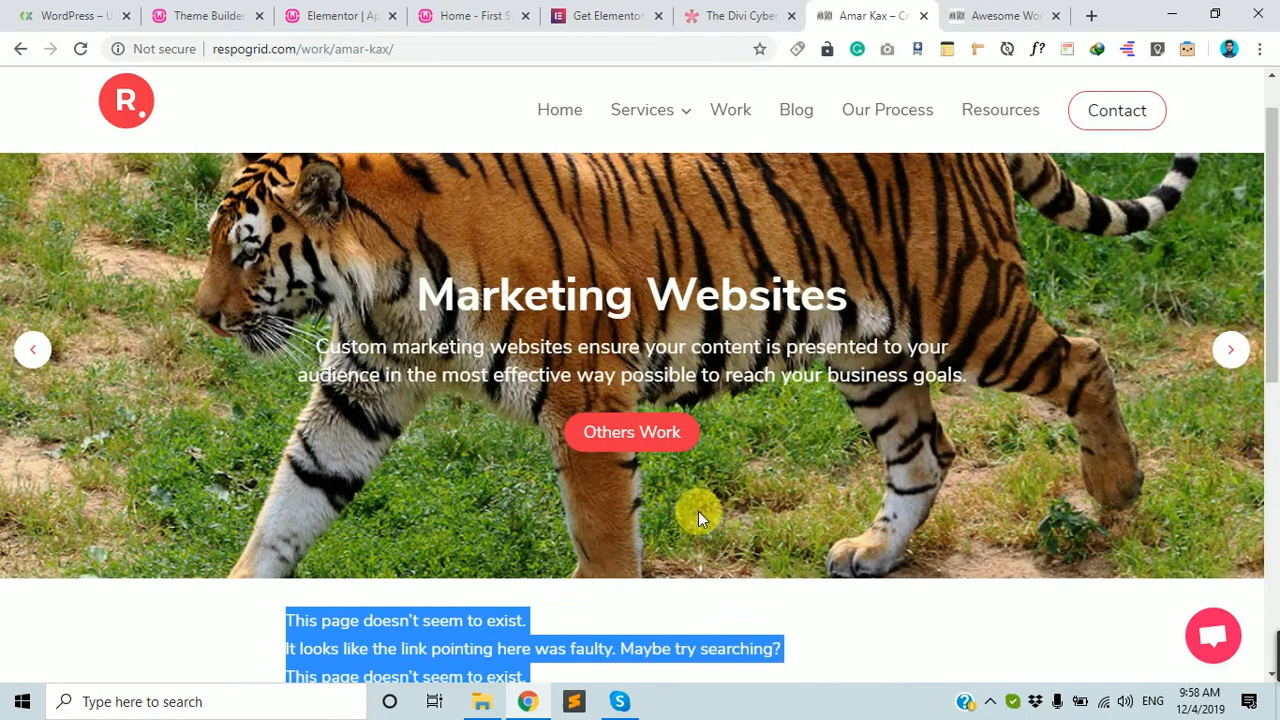 WordPress – U
Theme Builder
Elementor | Ap
Home - First S
Get Elementor
The Divi Cyber
Amar Kax – Cr
Awesome Wor
Not secure
respogrid.com/work/amar-kax/
R.
Home
Services
Work
Blog
Our Process
Resources
Contact
Marketing Websites
Custom marketing websites ensure your content is presented to your
audience in the most effective way possible to reach your business goals.
Others Work
This page doesn't seem to exist.
It looks like the link pointing here was faulty. Maybe try searching?
This page doesn't seem to exist.
Type here to search
ENG
9:58 AM
12/4/2019